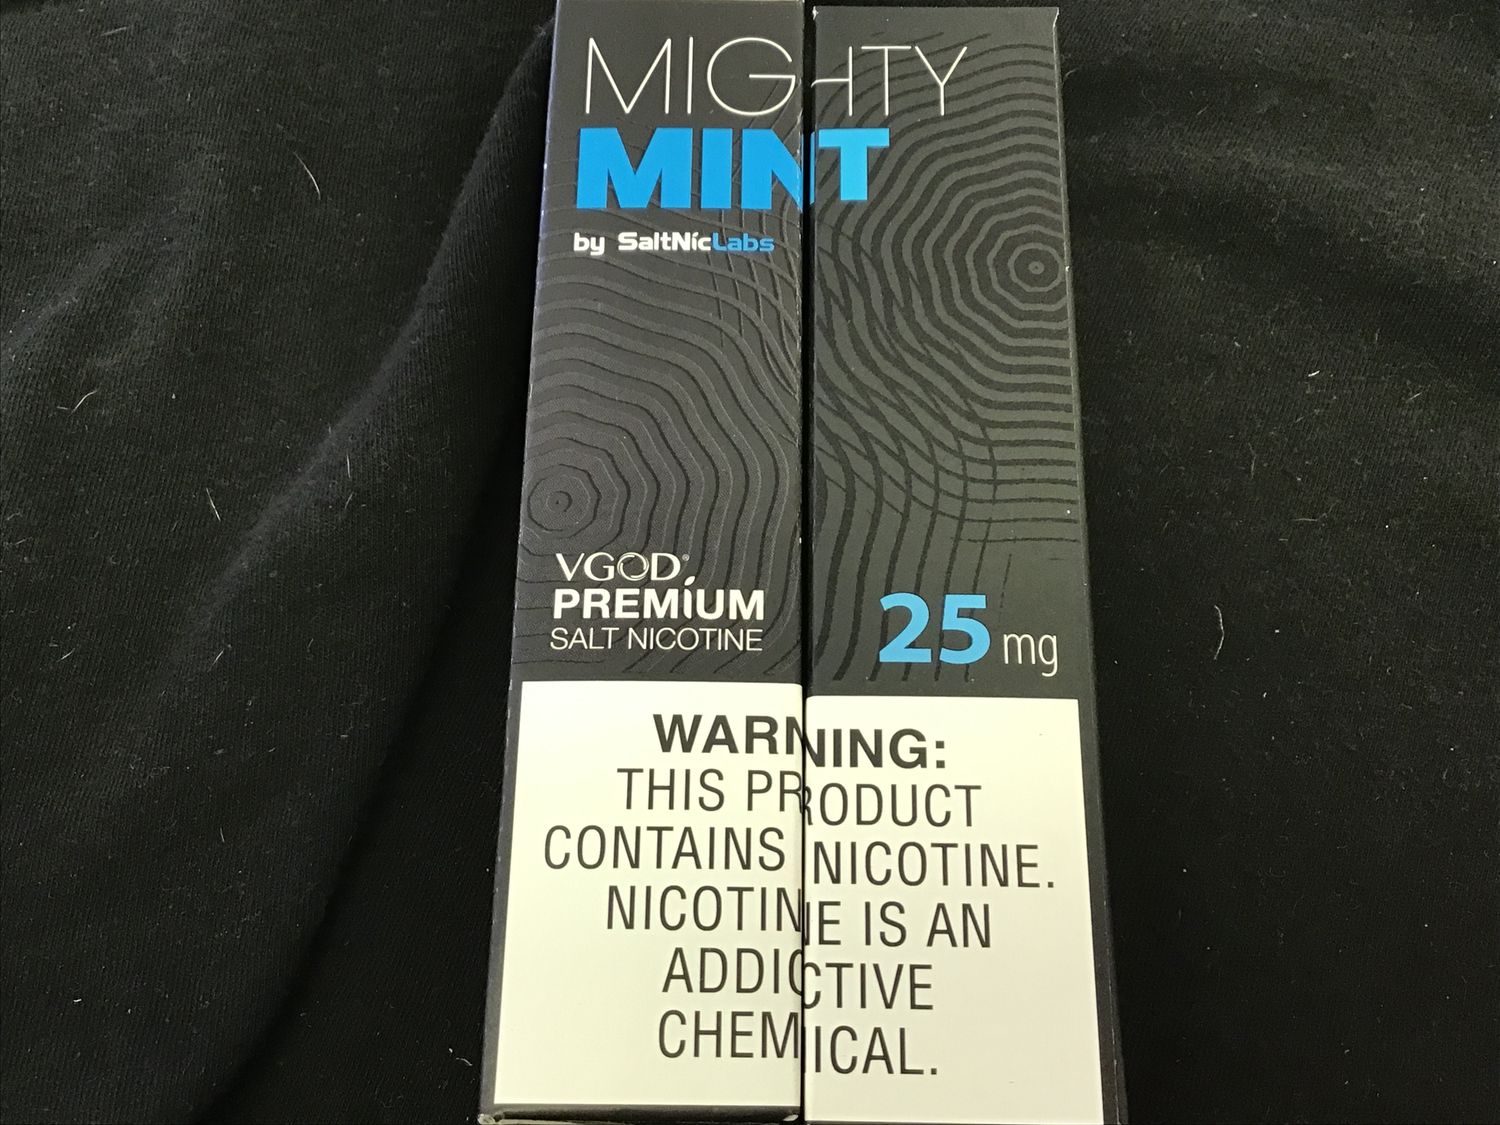 MIGHTY
MINT
by SaltNicLabs
VGOD®
PREMIUM
SALT NICOTINE
25 mg
WARNING:
THIS PRODUCT
CONTAINS NICOTINE.
NICOTINE IS AN
ADDICTIVE
CHEMICAL.